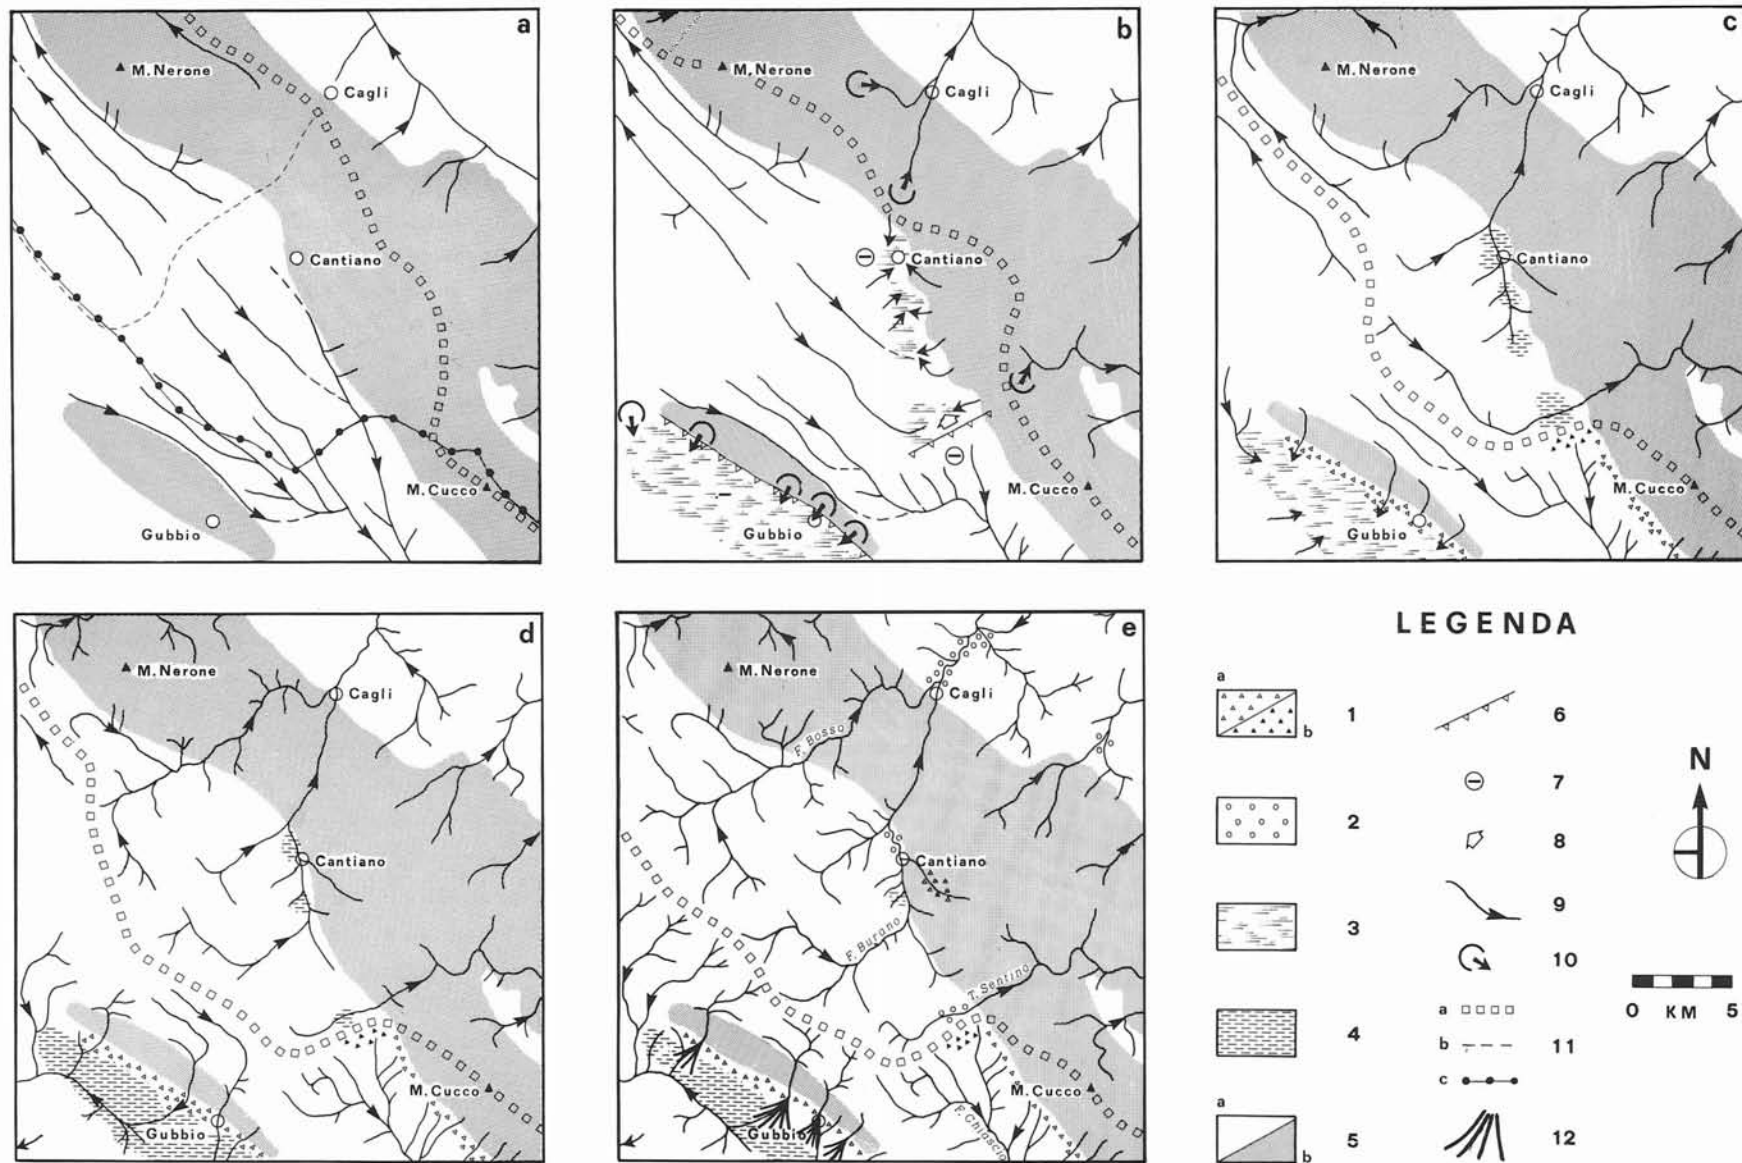 a
M. Nerone
Cagli
Cantiano
M. Cucco
Gubbio
b
M. Nerone
Cagli
Cantiano
M. Cucco
Gubbio
c
M. Nerone
Cagli
Cantiano
M. Cucco
Gubbio
d
M. Nerone
Cagli
Cantiano
M. Cucco
Gubbio
e
M. Nerone
Cagli
F. Bosso
Cantiano
F. Burano
T. Sentino
M. Cucco
Gubbio
F. Chiascio
LEGENDA
a
b
1
2
3
4
a
b
5
6
7
8
9
10
a
b
c
11
12
N
0 KM 5